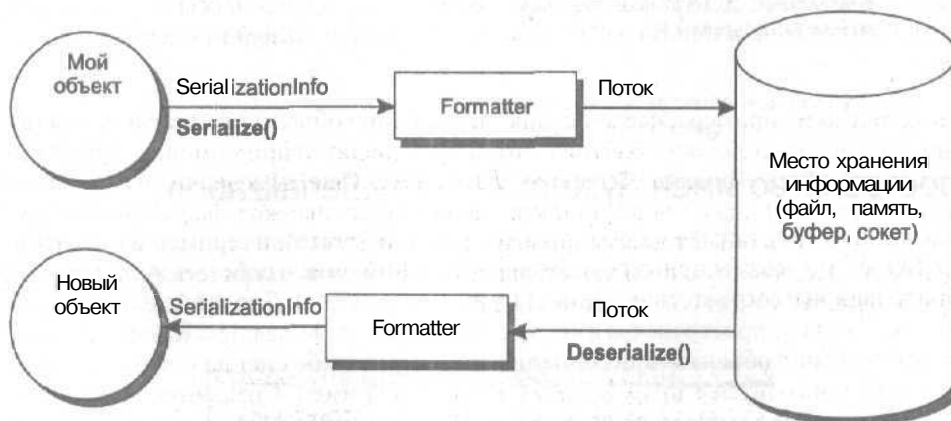 Мой
объект
SerializationInfo
Serialize()
Formatter
Поток
Место хранения
информации
(файл, память,
буфер, сокет)
Новый
объект
SerializationInfo
Formatter
Поток
Deserialize()